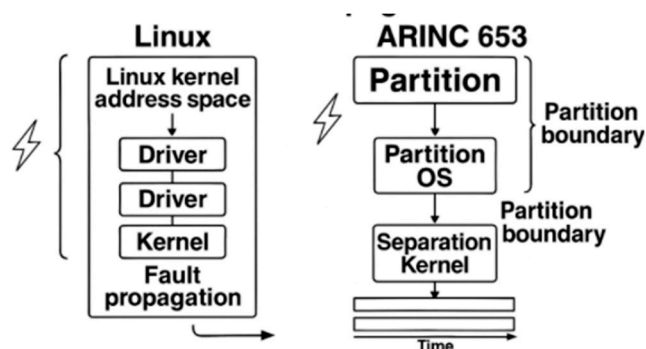 Linux
Linux kernel
address space
Driver
Driver
Kernel
Fault
propagation
ARINC 653
Partition
Partition
OS
Partition
boundary
Partition
boundary
Separation
Kernel
Time